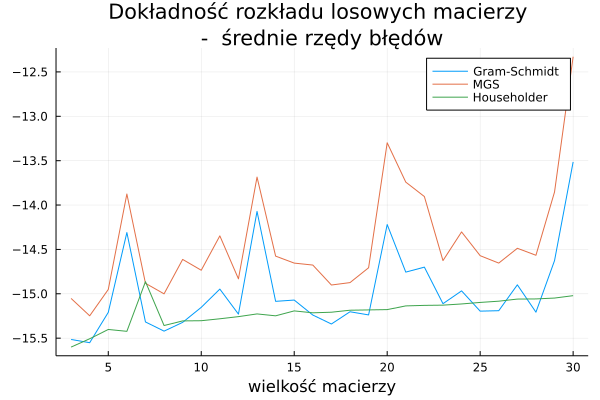 Dokładność rozkładu losowych macierzy
- średnie rzędy błędów
Gram-Schmidt
MGS
Householder
−12.5
−13.0
−13.5
−14.0
−14.5
−15.0
−15.5
5 10 15 20 25 30
wielkość macierzy